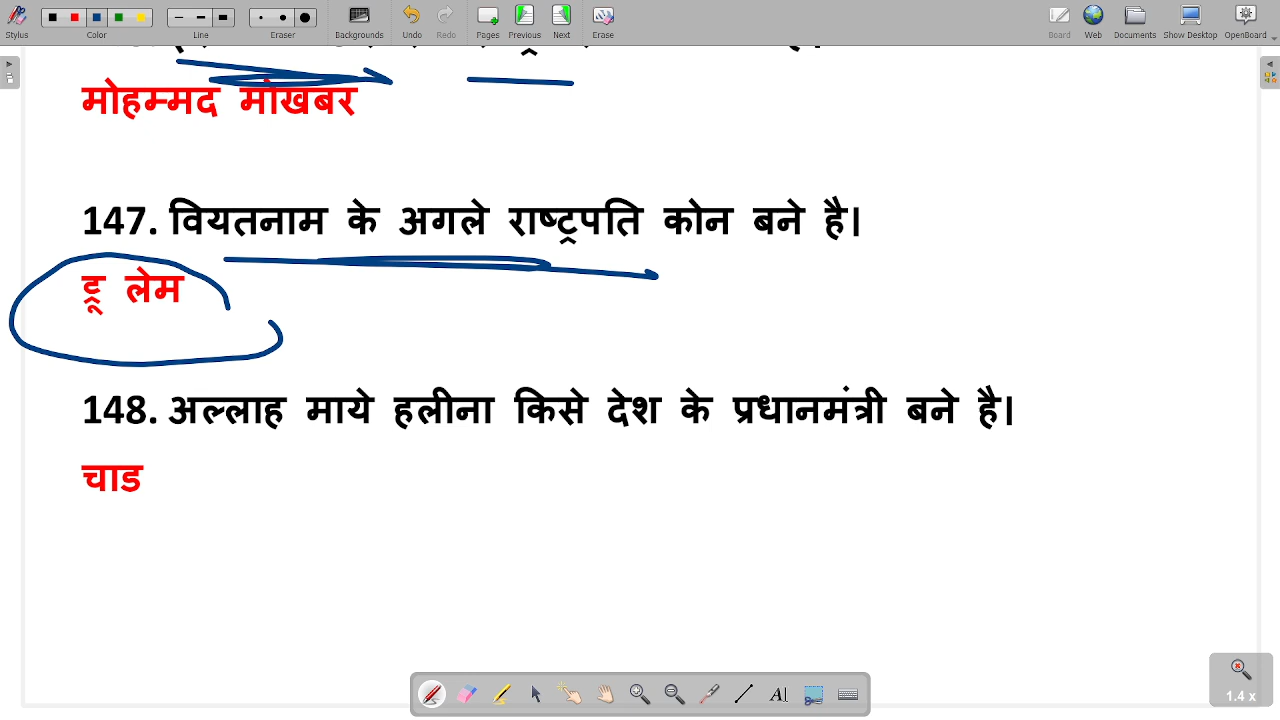 Stylus
Color
Line
Eraser
Backgrounds
Undo
Redo
Pages
Previous
Next
Erase
Board
Web
Documents
Show Desktop
OpenBoard
मोहम्मद मोखबर
147. वियतनाम के अगले राष्ट्रपति कोन बने है।
ट्रू लेम
148. अल्लाह माये हलीना किसे देश के प्रधानमंत्री बने है।
चाड
1.4 x